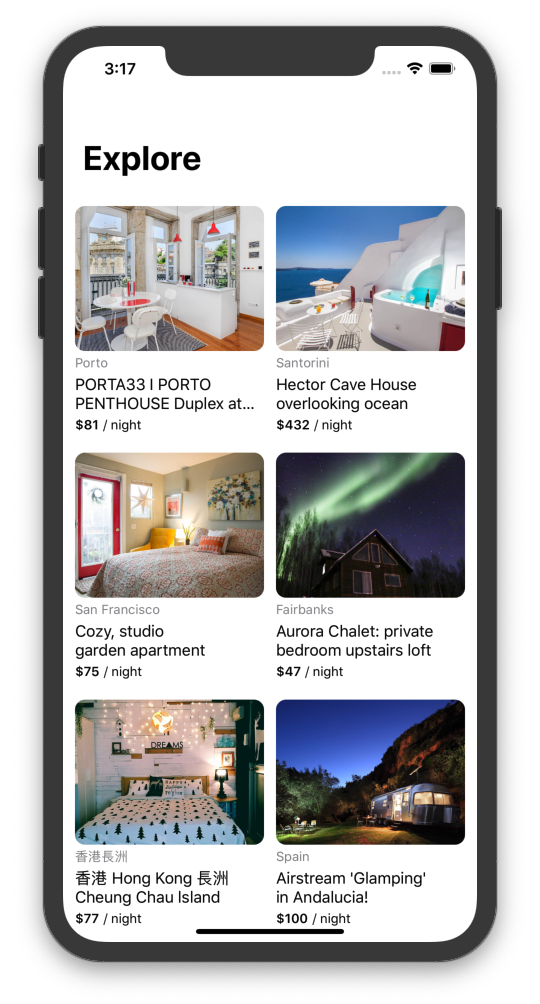 3:17
Explore
Porto
PORTA33 I PORTO
PENTHOUSE Duplex at...
$81 / night
Santorini
Hector Cave House
overlooking ocean
$432 / night
San Francisco
Cozy, studio
garden apartment
$75 / night
Fairbanks
Aurora Chalet: private
bedroom upstairs loft
$47 / night
DREAMS
香港長洲
香港 Hong Kong 長洲
Cheung Chau Island
$77 / night
Spain
Airstream 'Glamping'
in Andalucia!
$100 / night